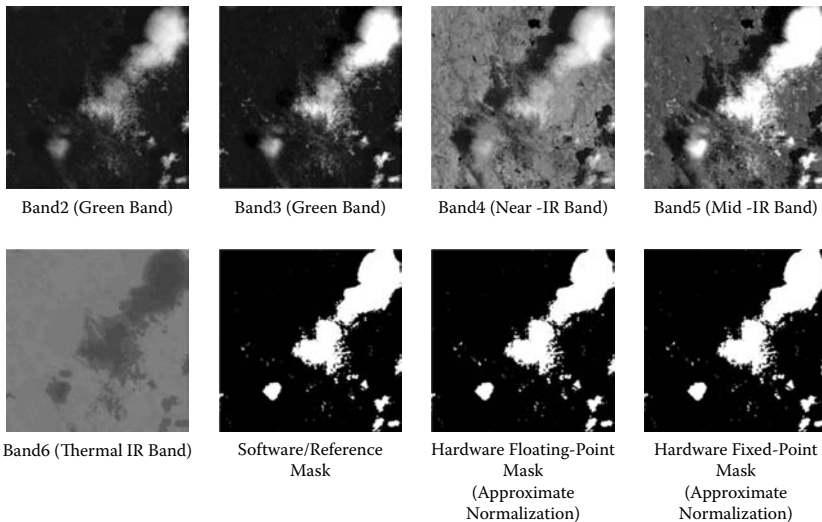 Band2 (Green Band)
Band3 (Green Band)
Band4 (Near -IR Band)
Band5 (Mid -IR Band)
Band6 (Thermal IR Band)
Software/Reference
Mask
Hardware Floating-Point
Mask
(Approximate
Normalization)
Hardware Fixed-Point
Mask
(Approximate
Normalization)